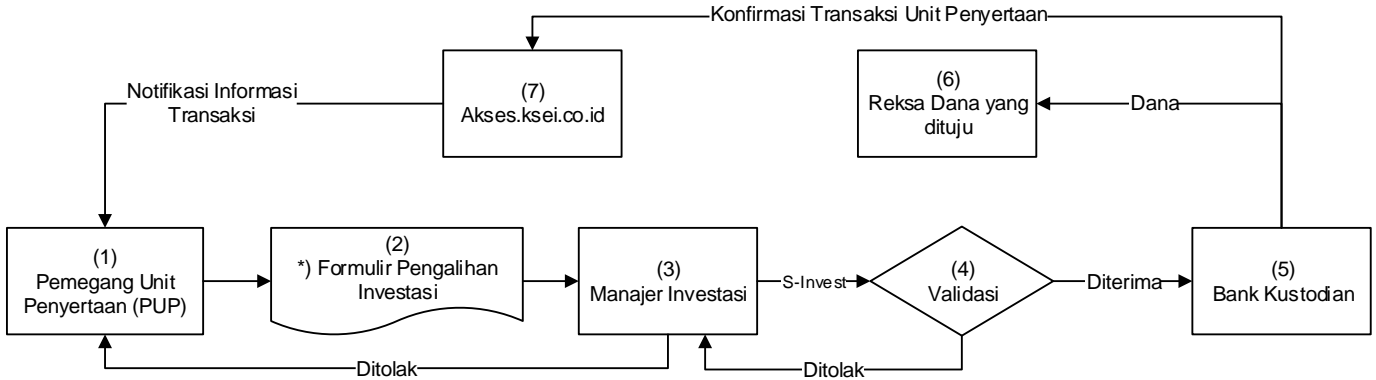 Konfirmasi Transaksi Unit Penyertaan
(7)
Akses.ksei.co.id
(6)
Reksa Dana yang
dituju
Dana
Notifikasi Informasi
Transaksi
(1)
Pemegang Unit
Penyertaan (PUP)
(2)
*) Formulir Pengalihan
Investasi
(3)
Manajer Investasi
S-Invest
(4)
Validasi
Diterima
(5)
Bank Kustodian
Ditolak
Ditolak